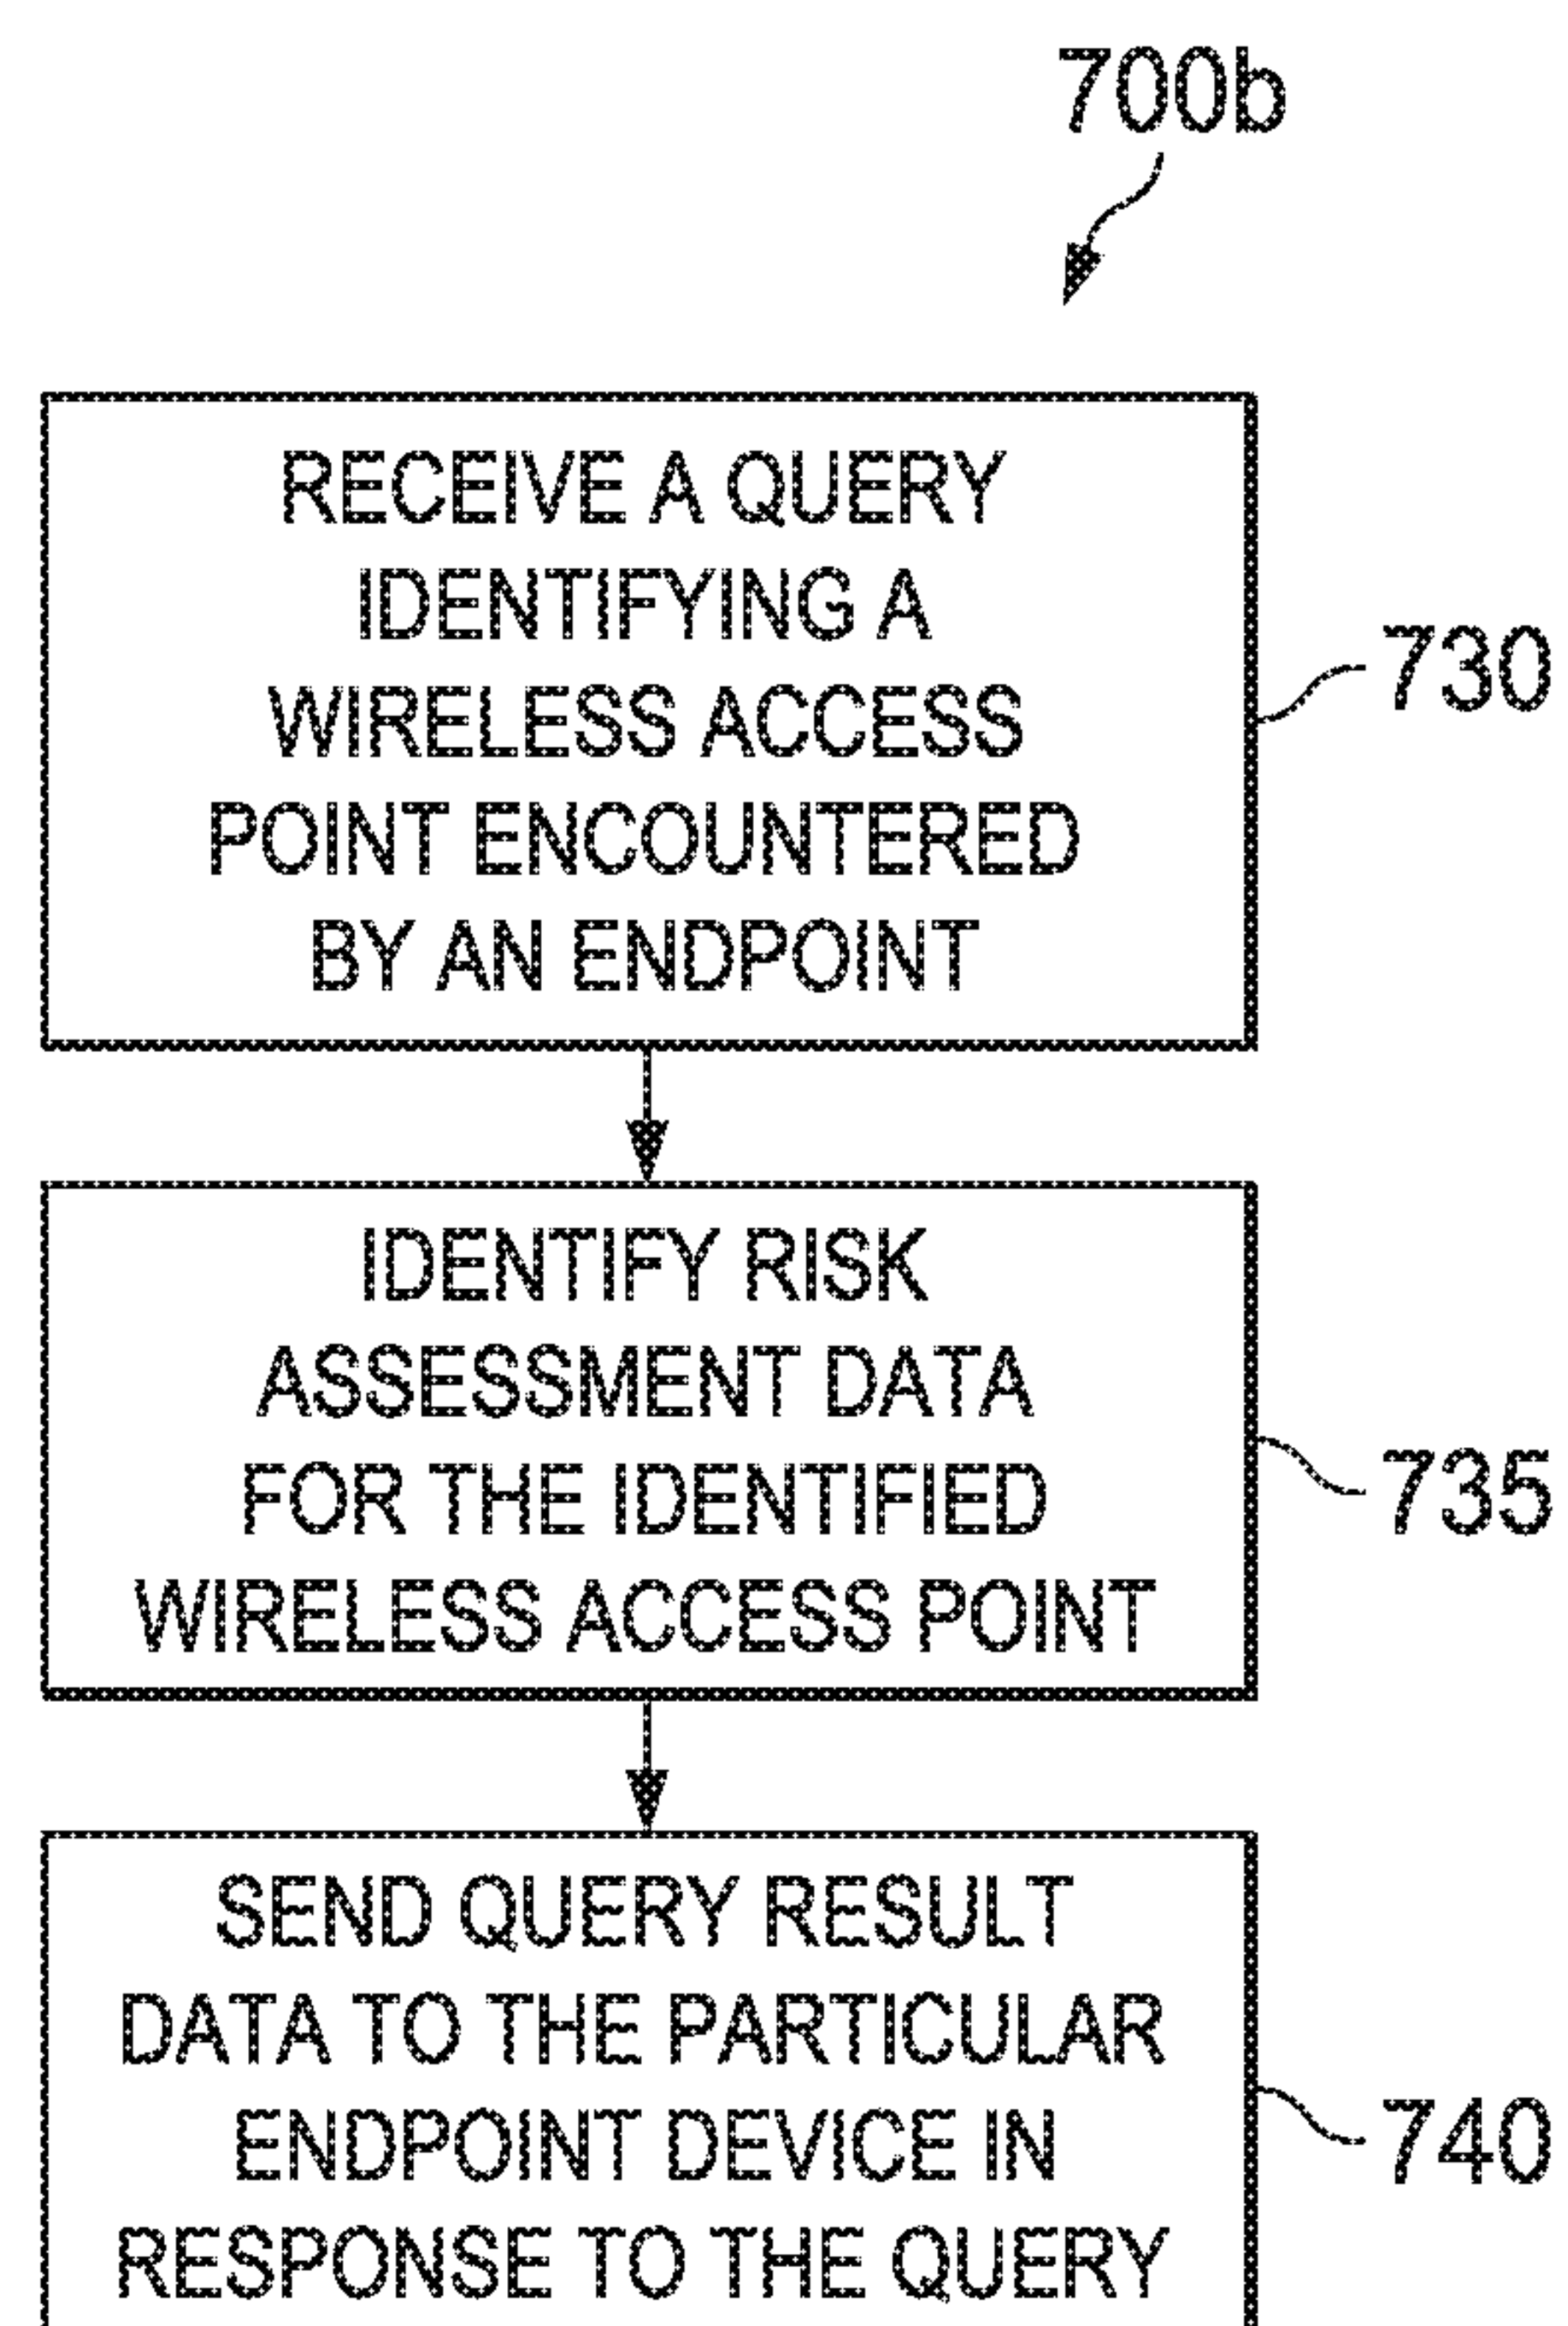 700b
RECEIVE A QUERY
IDENTIFYING A
WIRELESS ACCESS
POINT ENCOUNTERED
BY AN ENDPOINT
730
IDENTIFY RISK
ASSESSMENT DATA
FOR THE IDENTIFIED
WIRELESS ACCESS POINT
735
SEND QUERY RESULT
DATA TO THE PARTICULAR
ENDPOINT DEVICE IN
RESPONSE TO THE QUERY
740